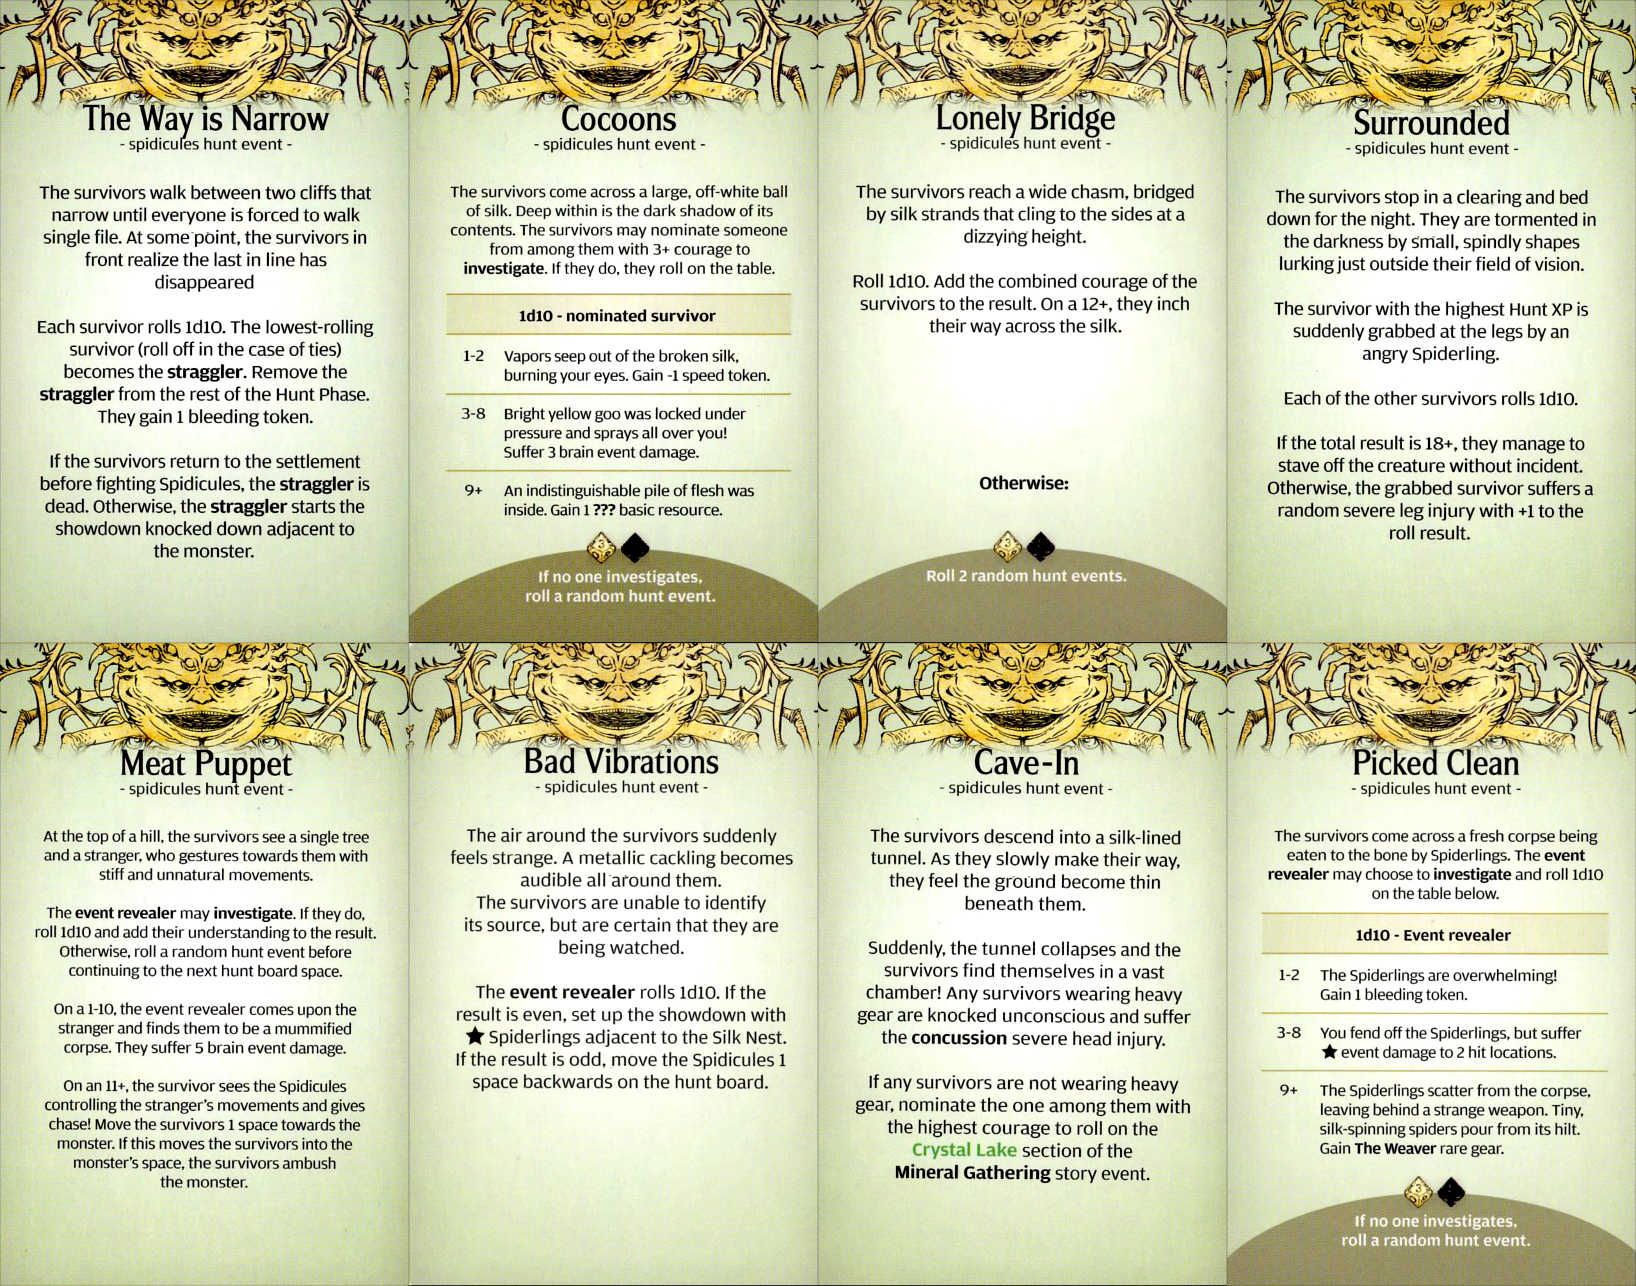 The Way is Narrow
- spidicules hunt event -
The survivors walk between two cliffs that
narrow until everyone is forced to walk
single file. At some point, the survivors in
front realize the last in line has
disappeared
Each survivor rolls 1d10. The lowest-rolling
survivor (roll off in the case of ties)
becomes the straggler. Remove the
straggler from the rest of the Hunt Phase.
They gain 1 bleeding token.
If the survivors return to the settlement
before fighting Spidicules, the straggler is
dead. Otherwise, the straggler starts the
showdown knocked down adjacent to
the monster.
Cocoons
- spidicules hunt event -
The survivors come across a large, off-white ball
of silk. Deep within is the dark shadow of its
contents. The survivors may nominate someone
from among them with 3+ courage to
investigate. If they do, they roll on the table.
1d10 - nominated survivor
1-2 Vapors seep out of the broken silk,
burning your eyes. Gain -1 speed token.
3-8 Bright yellow goo was locked under
pressure and sprays all over you!
Suffer 3 brain event damage.
9+ An indistinguishable pile of flesh was
inside. Gain 1 ??? basic resource.
3
If no one investigates,
roll a random hunt event.
Lonely Bridge
- spidicules hunt event -
The survivors reach a wide chasm, bridged
by silk strands that cling to the sides at a
dizzying height.
Roll 1d10. Add the combined courage of the
survivors to the result. On a 12+, they inch
their way across the silk.
Otherwise:
3
Roll 2 random hunt events.
Surrounded
- spidicules hunt event -
The survivors stop in a clearing and bed
down for the night. They are tormented in
the darkness by small, spindly shapes
lurking just outside their field of vision.
The survivor with the highest Hunt XP is
suddenly grabbed at the legs by an
angry Spiderling.
Each of the other survivors rolls 1d10.
If the total result is 18+, they manage to
stave off the creature without incident.
Otherwise, the grabbed survivor suffers a
random severe leg injury with +1 to the
roll result.
Meat Puppet
- spidicules hunt event -
At the top of a hill, the survivors see a single tree
and a stranger, who gestures towards them with
stiff and unnatural movements.
The event revealer may investigate. If they do,
roll 1d10 and add their understanding to the result.
Otherwise, roll a random hunt event before
continuing to the next hunt board space.
On a 1-10, the event revealer comes upon the
stranger and finds them to be a mummified
corpse. They suffer 5 brain event damage.
On an 11+, the survivor sees the Spidicules
controlling the stranger's movements and gives
chase! Move the survivors 1 space towards the
monster. If this moves the survivors into the
monster's space, the survivors ambush
the monster.
Bad Vibrations
- spidicules hunt event -
The air around the survivors suddenly
feels strange. A metallic cackling becomes
audible all around them.
The survivors are unable to identify
its source, but are certain that they are
being watched.
The event revealer rolls 1d10. If the
result is even, set up the showdown with
★ Spiderlings adjacent to the Silk Nest.
If the result is odd, move the Spidicules 1
space backwards on the hunt board.
Cave-In
- spidicules hunt event -
The survivors descend into a silk-lined
tunnel. As they slowly make their way,
they feel the ground become thin
beneath them.
Suddenly, the tunnel collapses and the
survivors find themselves in a vast
chamber! Any survivors wearing heavy
gear are knocked unconscious and suffer
the concussion severe head injury.
If any survivors are not wearing heavy
gear, nominate the one among them with
the highest courage to roll on the
Crystal Lake section of the
Mineral Gathering story event.
Picked Clean
- spidicules hunt event -
The survivors come across a fresh corpse being
eaten to the bone by Spiderlings. The event
revealer may choose to investigate and roll 1d10
on the table below.
1d10 - Event revealer
1-2 The Spiderlings are overwhelming!
Gain 1 bleeding token.
3-8 You fend off the Spiderlings, but suffer
★ event damage to 2 hit locations.
9+ The Spiderlings scatter from the corpse,
leaving behind a strange weapon. Tiny,
silk-spinning spiders pour from its hilt.
Gain The Weaver rare gear.
3
If no one investigates,
roll a random hunt event.